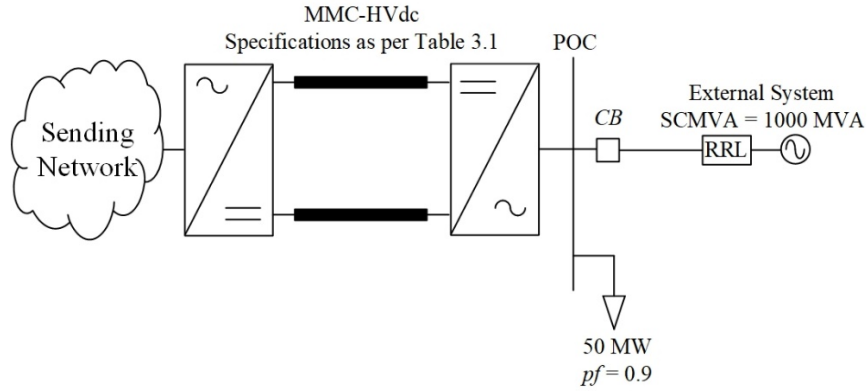 MMC-HVdc
Specifications as per Table 3.1
POC
CB
External System
SCMVA = 1000 MVA
Sending
Network
RRL
50 MW
pf = 0.9